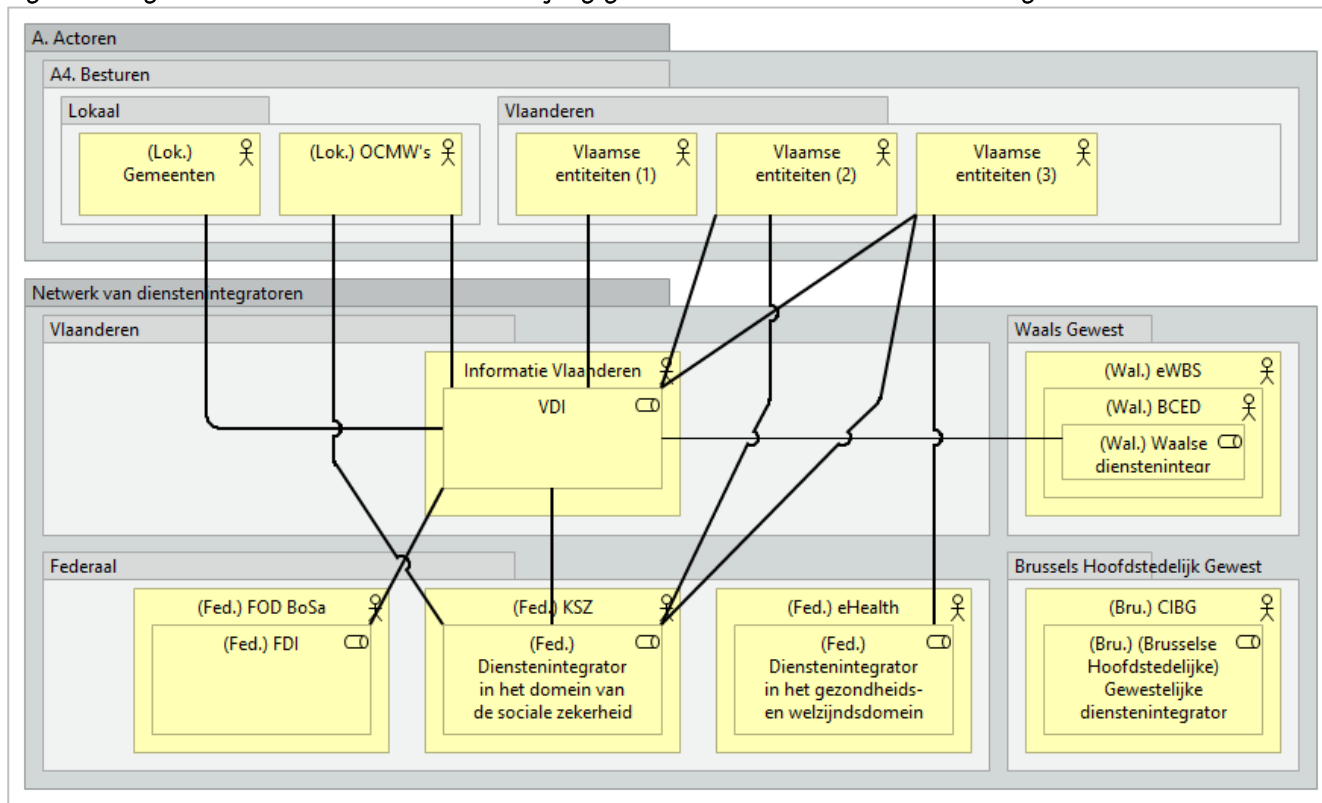 A. Actoren
A4. Besturen
Lokaal
Vlaanderen
(Lok.)
Gemeenten
(Lok.) OCMW's
Vlaamse
entiteiten (1)
Vlaamse
entiteiten (2)
Vlaamse
entiteiten (3)
Netwerk van dienstenintegratoren
Vlaanderen
Informatie Vlaanderen
VDI
Waals Gewest
(Wal.) eWBS
(Wal.) BCED
(Wal.) Waalse
dienstenintegr
Federaal
(Fed.) FOD BoSa
(Fed.) FDI
(Fed.) KSZ
(Fed.)
Dienstenintegrator
in het domein van
de sociale zekerheid
(Fed.) eHealth
(Fed.)
Dienstenintegrator
in het gezondheids-
en welzijndsdomein
Brussels Hoofdstedelijk Gewest
(Bru.) CIBG
(Bru.) (Brusselse
Hoofdstedelijke)
Gewestelijke
dienstenintegrator